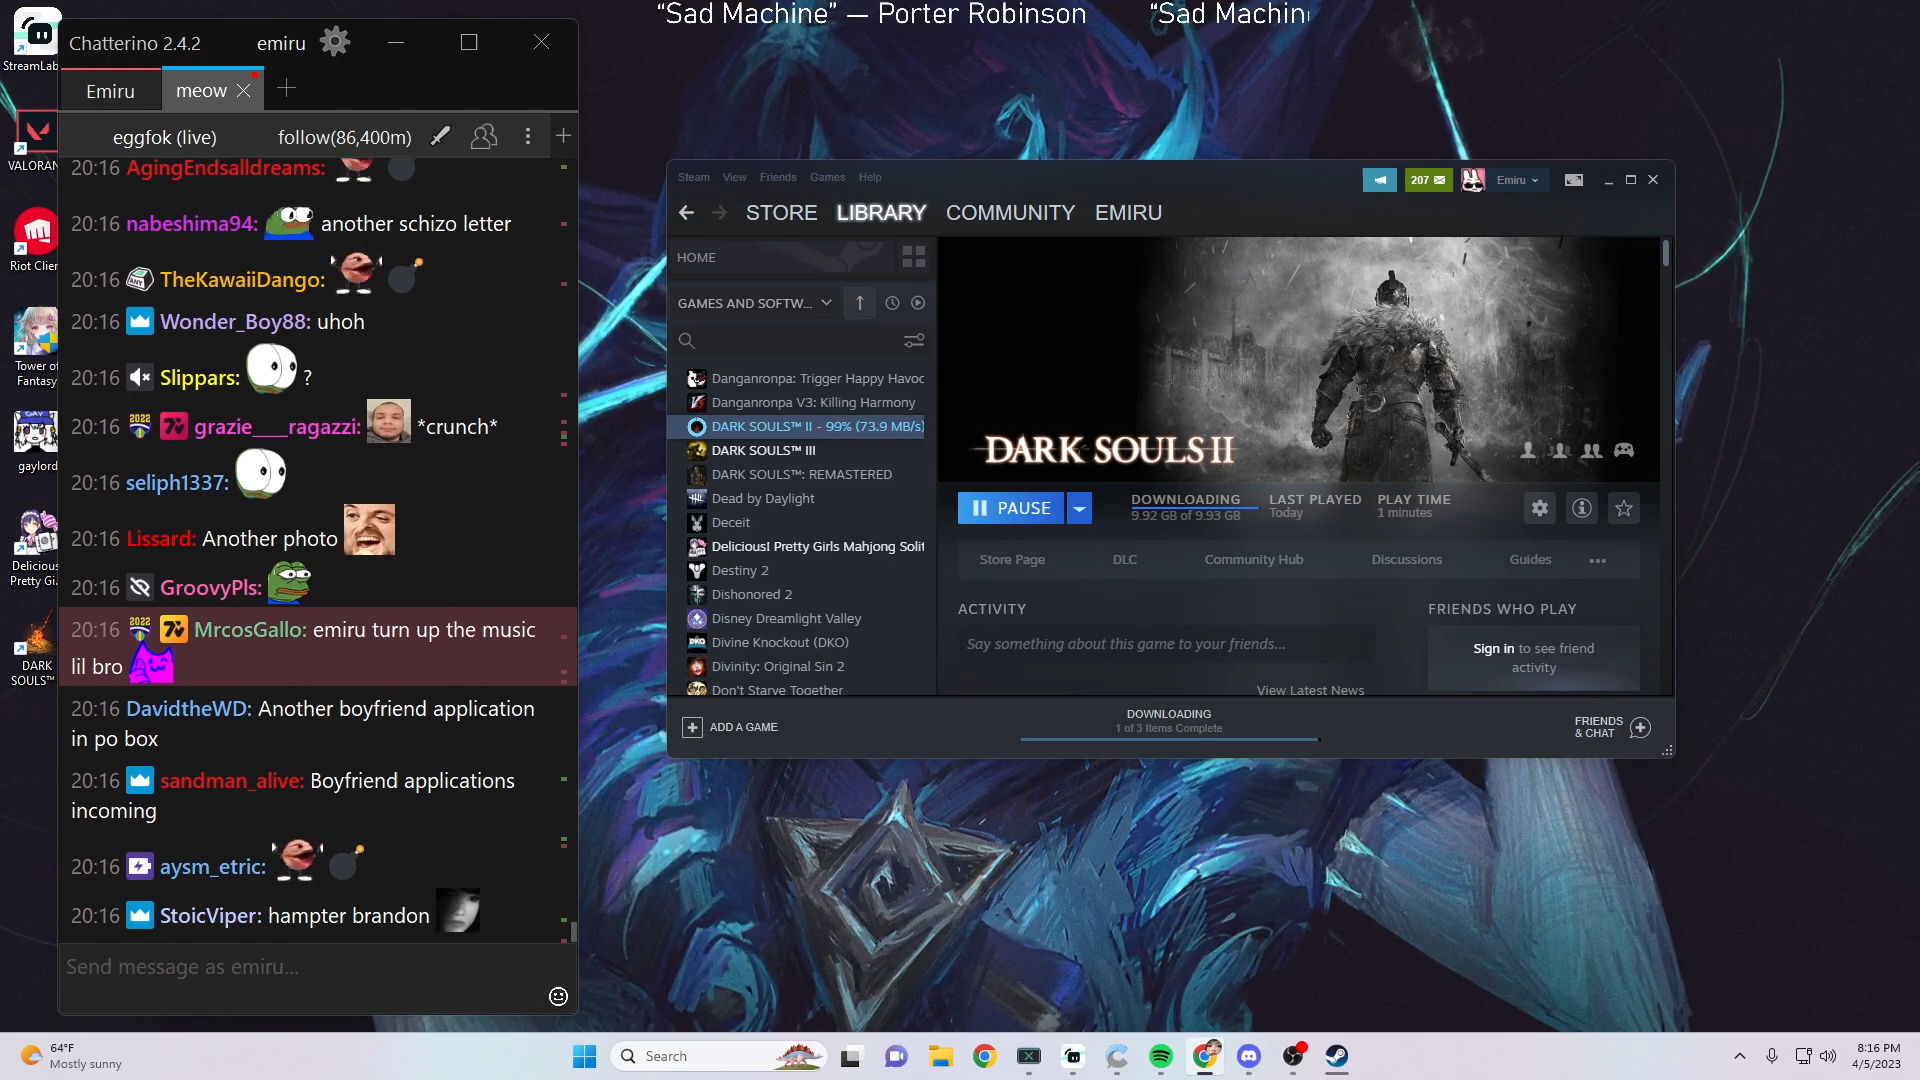 “Sad Machine” — Porter Robinson “Sad Machin
StreamLab
VALORAN
Riot Clien
Tower of
Fantasy
gaylord
Delicious
Pretty Gi...
DARK
SOULS™
Chatterino 2.4.2 emiru
Emiru meow
eggfok (live) follow(86,400m)
20:16 AgingEndsalldreams:
20:16 nabeshima94: another schizo letter
20:16 TheKawaiiDango:
20:16 Wonder_Boy88: uhoh
20:16 Slippars: ?
20:16 grazie____ragazzi: *crunch*
20:16 seliph1337:
20:16 Lissard: Another photo
20:16 GroovyPls:
20:16 MrcosGallo: emiru turn up the music
lil bro
20:16 DavidtheWD: Another boyfriend application
in po box
20:16 sandman_alive: Boyfriend applications
incoming
20:16 aysm_etric:
20:16 StoicViper: hampter brandon
Send message as emiru...
Steam View Friends Games Help
207 Emiru
STORE LIBRARY COMMUNITY EMIRU
HOME
GAMES AND SOFTW...
Danganronpa: Trigger Happy Havoc
Danganronpa V3: Killing Harmony
DARK SOULS™ II - 99% (73.9 MB/s)
DARK SOULS™ III
DARK SOULS™: REMASTERED
Dead by Daylight
Deceit
Delicious! Pretty Girls Mahjong Solit
Destiny 2
Dishonored 2
Disney Dreamlight Valley
Divine Knockout (DKO)
Divinity: Original Sin 2
Don't Starve Together
DARK SOULS II
PAUSE
DOWNLOADING
9.92 GB of 9.93 GB
LAST PLAYED
Today
PLAY TIME
1 minutes
Store Page DLC Community Hub Discussions Guides
ACTIVITY
Say something about this game to your friends...
View Latest News
FRIENDS WHO PLAY
Sign in to see friend
activity
ADD A GAME
DOWNLOADING
1 of 3 Items Complete
FRIENDS
& CHAT
64°F
Mostly sunny
Search
8:16 PM
4/5/2023